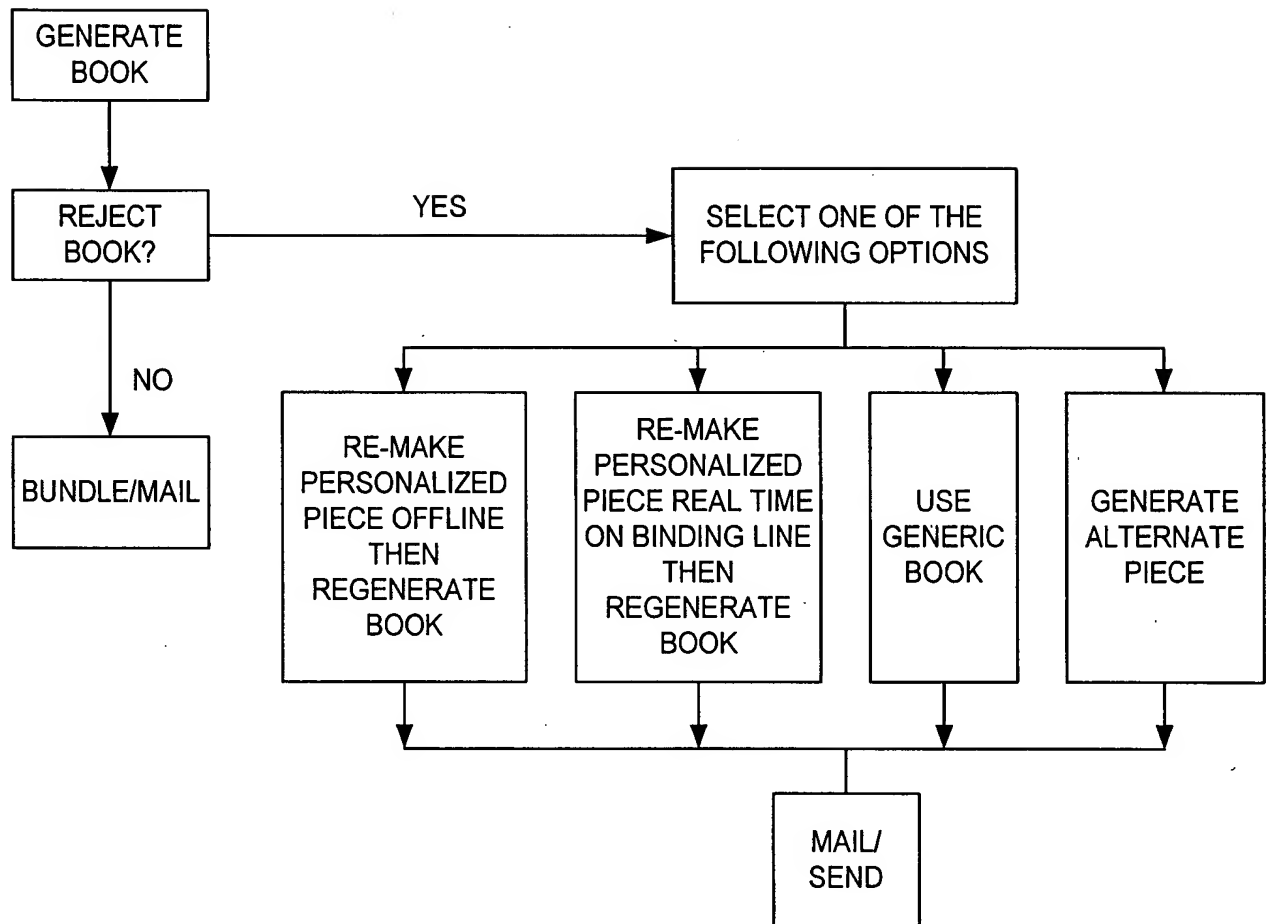 GENERATE
BOOK
REJECT
BOOK?
YES
SELECT ONE OF THE
FOLLOWING OPTIONS
NO
BUNDLE/MAIL
RE-MAKE
PERSONALIZED
PIECE OFFLINE
THEN
REGENERATE
BOOK
RE-MAKE
PERSONALIZED
PIECE REAL TIME
ON BINDING LINE
THEN
REGENERATE
BOOK
USE
GENERIC
BOOK
GENERATE
ALTERNATE
PIECE
MAIL/
SEND